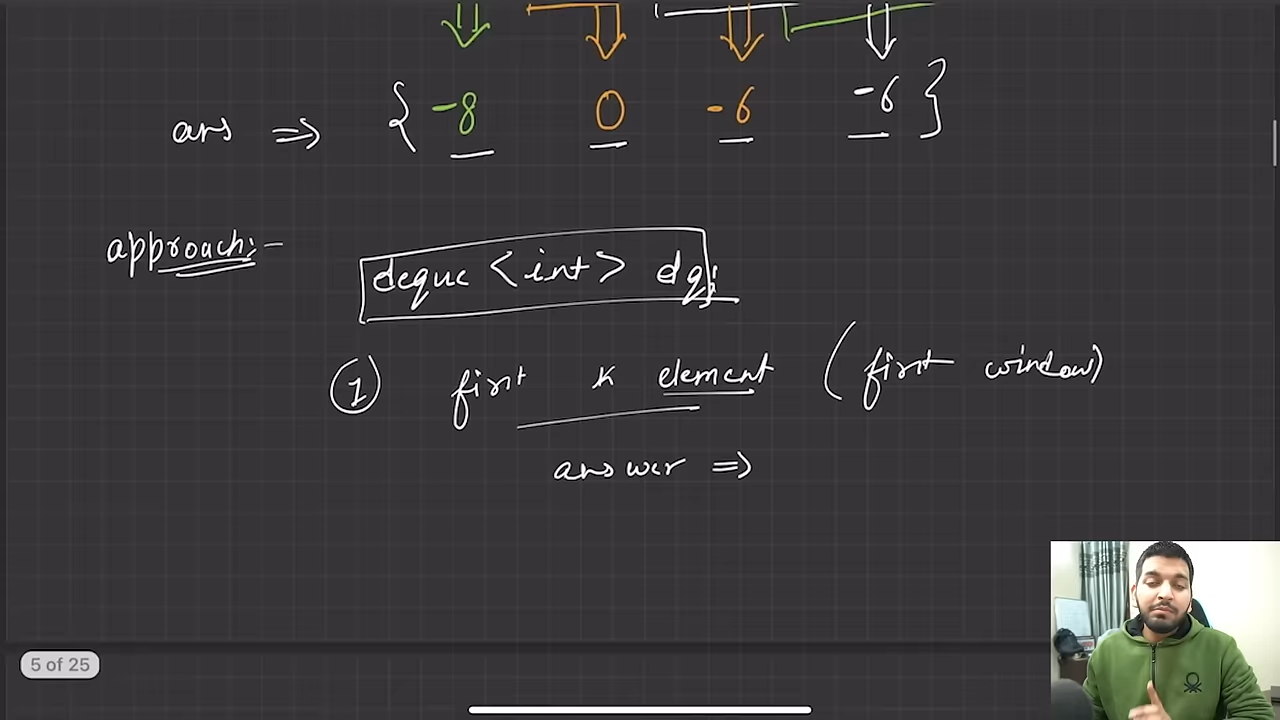 ans ⇒ { -8 0 -6 -6 }
approach:-
deque <int> dq;
① first k element (first window)
answer ⇒
5 of 25